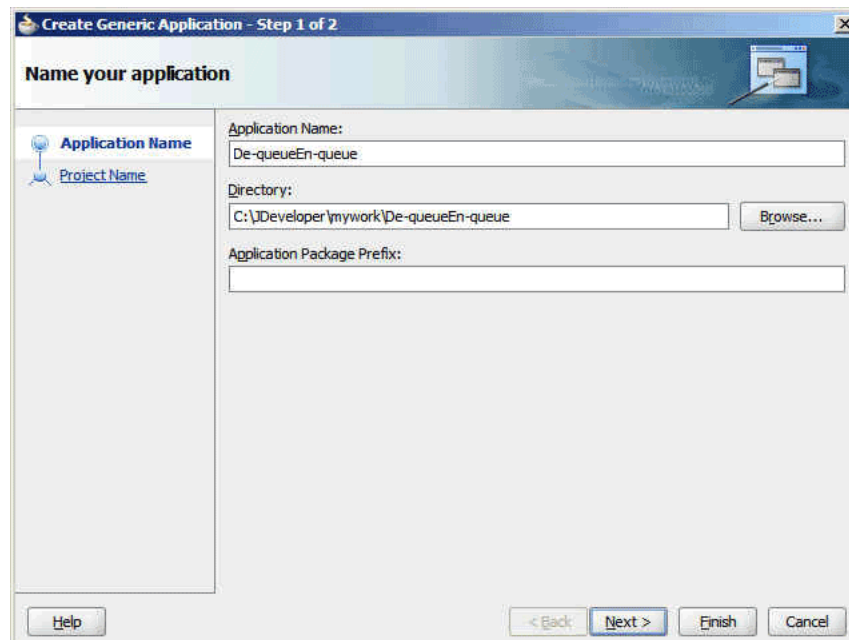 Create Generic Application - Step 1 of 2
Name your application
Application Name
Project Name
Application Name:
De-queueEn-queue
Directory:
C:\JDeveloper\mywork\De-queueEn-queue
Browse...
Application Package Prefix:
Help
< Back
Next >
Finish
Cancel